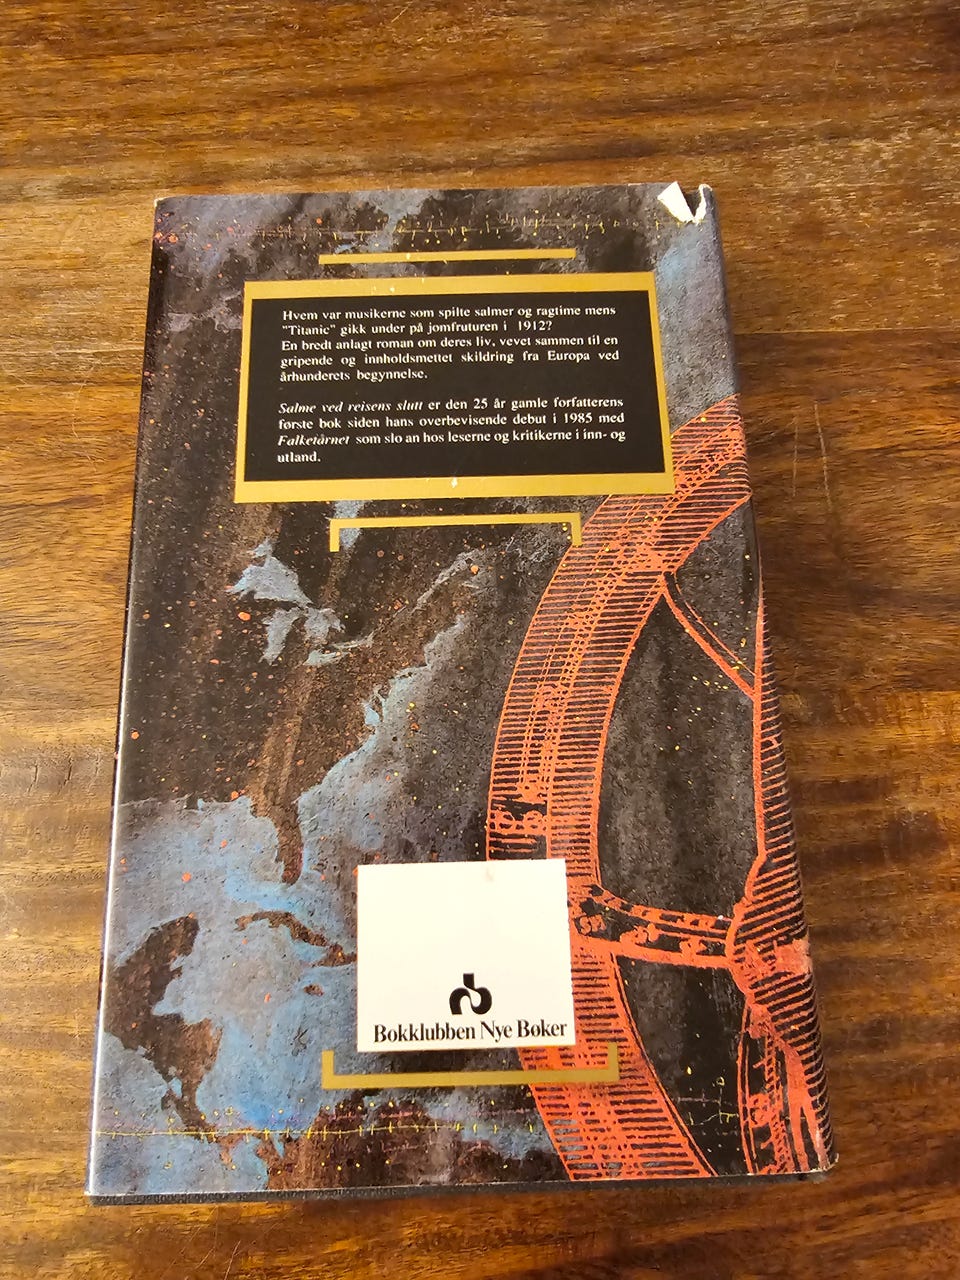 Hvem var musikerne som spilte salmer og ragtime mens
"Titanic" gikk under på jomfruturen i 1912?
En bredt anlagt roman om deres liv, vevet sammen til en
gripende og innholdsmettet skildring fra Europa ved
århunderets begynnelse.
Salme ved reisens slutt er den 25 år gamle forfatterens
første bok siden hans overbevisende debut i 1985 med
Falketårnet som slo an hos leserne og kritikerne i inn- og
utland.
Bokklubben Nye Bøker